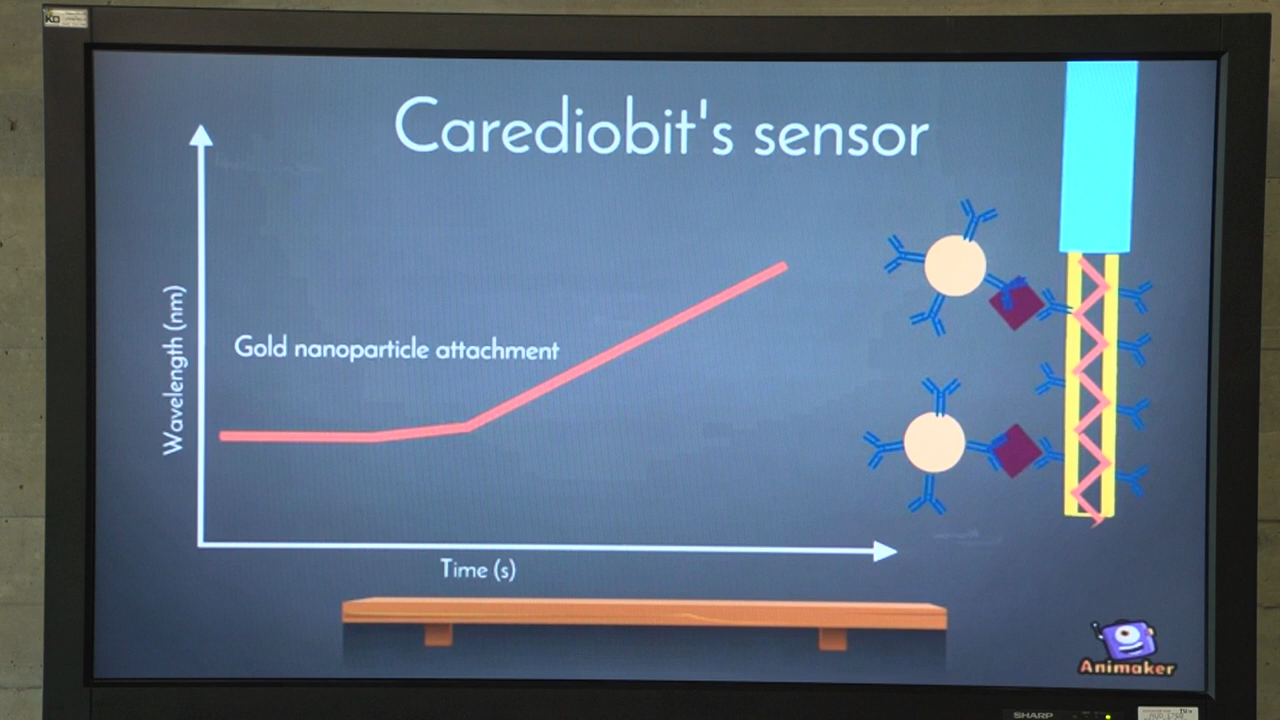 Carediobit's sensor
Wavelength (nm)
Gold nanoparticle attachment
Time (s)
Animaker
SHARP